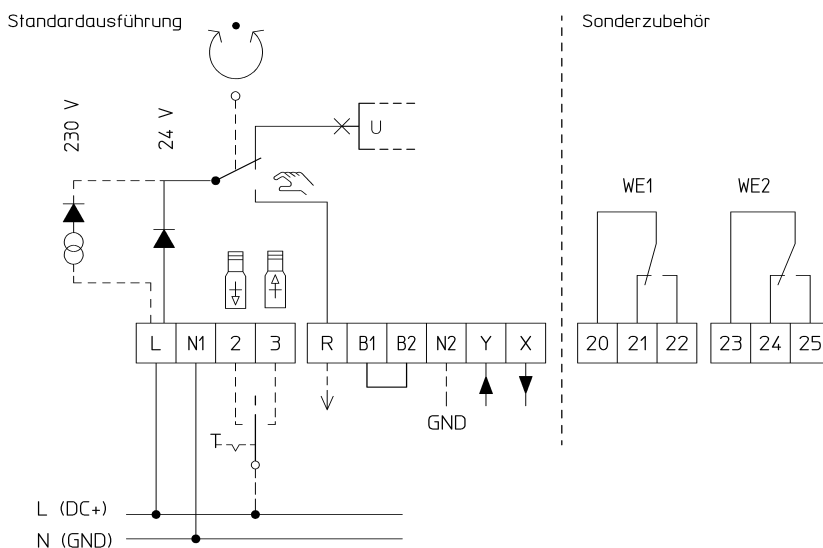 Standardausführung
Sonderzubehör
230 V
24 V
U
WE1
WE2
L N1 2 3 R B1 B2 N2 Y X 20 21 22 23 24 25
GND
T
L (DC+)
N (GND)